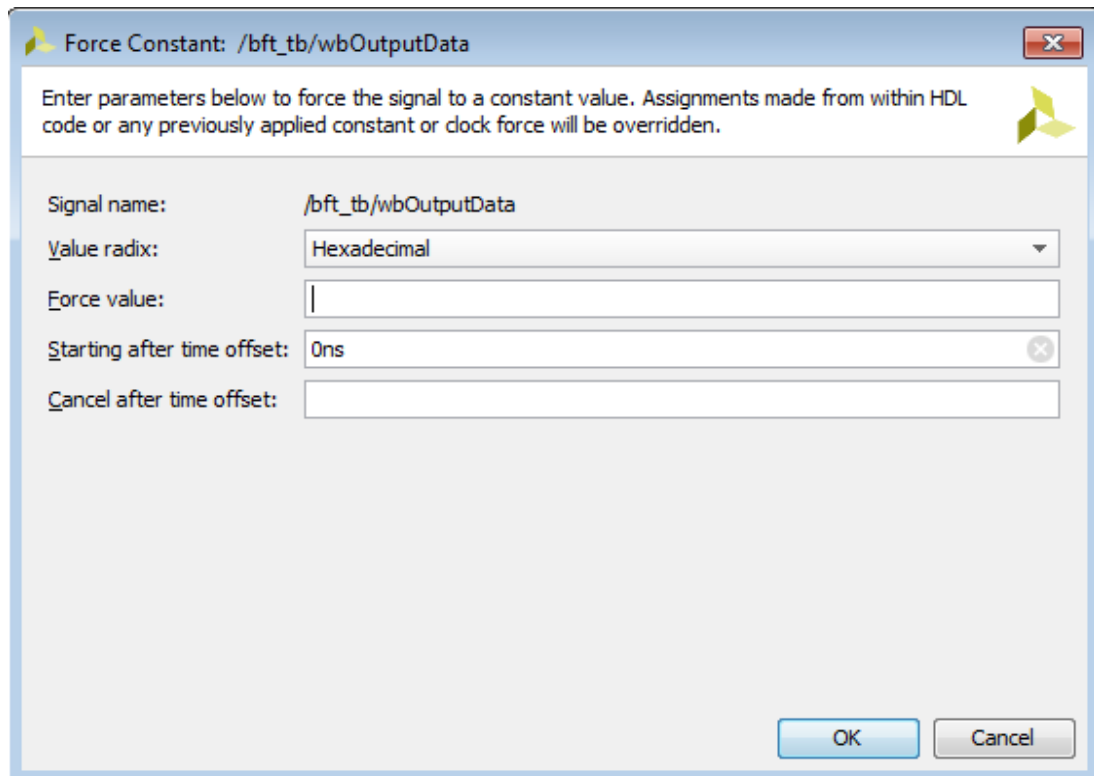 Force Constant: /bft_tb/wbOutputData
Enter parameters below to force the signal to a constant value. Assignments made from within HDL
code or any previously applied constant or clock force will be overridden.
Signal name: /bft_tb/wbOutputData
Value radix: Hexadecimal
Force value:
Starting after time offset: 0ns
Cancel after time offset:
OK Cancel